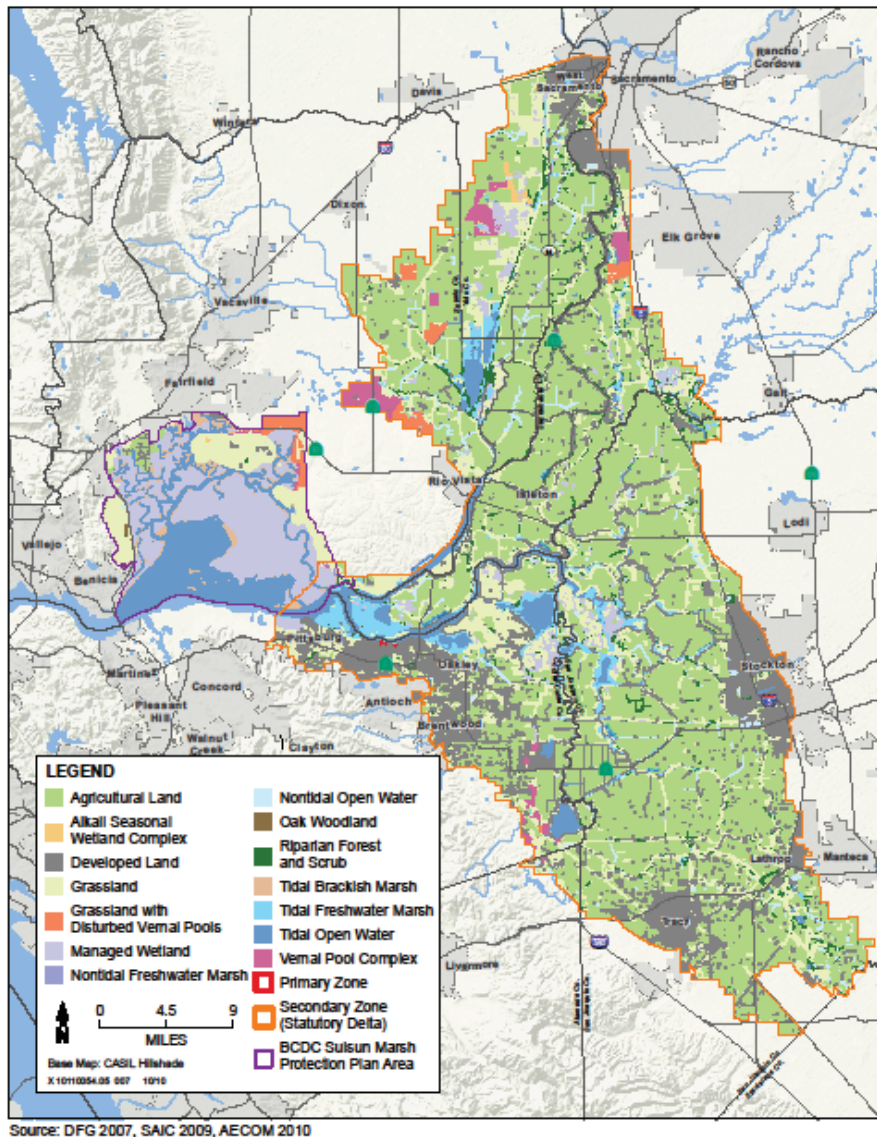 Rancho
Cordova
West
Sacramento
Sacramento
Davis
Winters
Dixon
Elk Grove
Vacaville
Fairfield
Galt
Rio Vista
Isleton
Lodi
Vallejo
Benicia
Pittsburg
Oakley
Stockton
Martinez
Concord
Antioch
Pleasant
Hill
Brentwood
Walnut
Creek
Clayton
Lathrop
Manteca
Tracy
Livermore
LEGEND
Agricultural Land
Alkali Seasonal
Wetland Complex
Developed Land
Grassland
Grassland with
Disturbed Vernal Pools
Managed Wetland
Nontidal Freshwater Marsh
Nontidal Open Water
Oak Woodland
Riparian Forest
and Scrub
Tidal Brackish Marsh
Tidal Freshwater Marsh
Tidal Open Water
Vernal Pool Complex
Primary Zone
Secondary Zone
(Statutory Delta)
BCDC Suisun Marsh
Protection Plan Area
N
0 4.5 9
MILES
Base Map: CASIL Hillshade
X 10110054.05 007 10/10
Source: DFG 2007, SAIC 2009, AECOM 2010